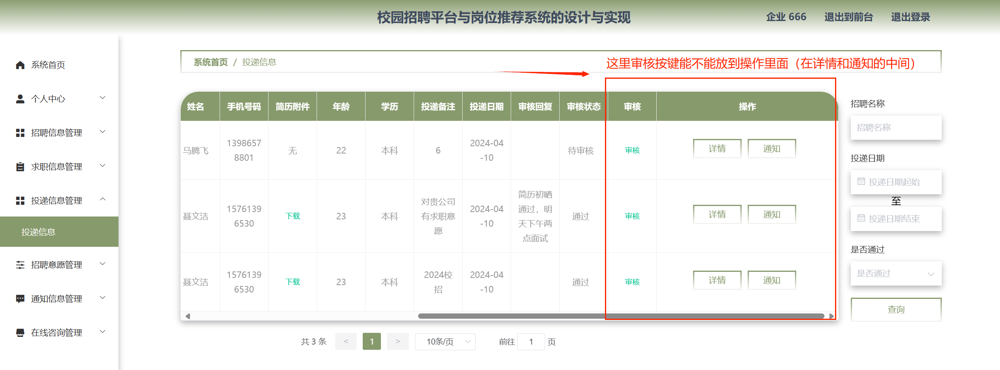 校园招聘平台与岗位推荐系统的设计与实现
企业 666 退出到前台 退出登录
系统首页
个人中心
招聘信息管理
求职信息管理
投递信息管理
投递信息
招聘意愿管理
通知信息管理
在线咨询管理
系统首页 / 投递信息
这里审核按键能不能放到操作里面（在详情和通知的中间）
姓名 手机号码 简历附件 年龄 学历 投递备注 投递日期 审核回复 审核状态 审核 操作
马腾飞 1398657
8801 无 22 本科 6 2024-04
-10 待审核 审核 详情 通知
聂文洁 1576139
6530 下载 23 本科 对贵公司
有求职意
愿 2024-04
-10 简历初晒
通过，明
天下午两
点面试 通过 审核 详情 通知
聂文洁 1576139
6530 下载 23 本科 2024校
招 2024-04
-10 通过 审核 详情 通知
共 3 条 < 1 > 10条/页 前往 1 页
招聘名称
招聘名称
投递日期
投递日期起始
至
投递日期结束
是否通过
是否通过
查询